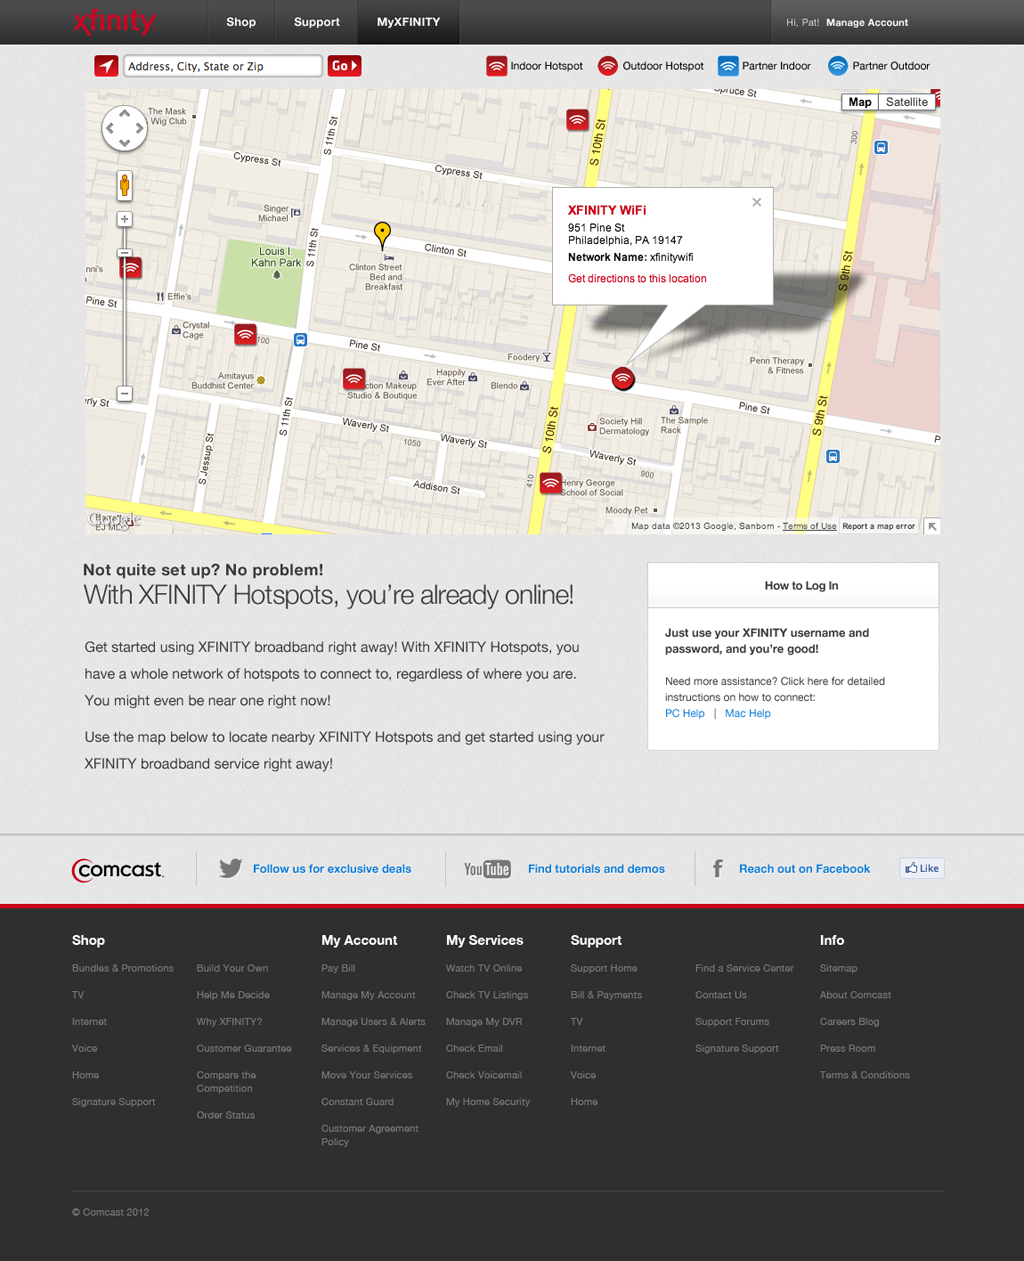 xfinity
Shop
Support
MyXFINITY
Hi, Pat! Manage Account
Address, City, State or Zip
Go
Indoor Hotspot
Outdoor Hotspot
Partner Indoor
Partner Outdoor
Map
Satellite
Spruce St
The Mask
Wig Club
S 11th St
S 10th St
300
Cypress St
Cypress St
Singer
Michael
S 11th St
Clinton St
Louis I.
Kahn Park
Clinton Street
Bed and
Breakfast
XFINITY WiFi
951 Pine St
Philadelphia, PA 19147
Network Name: xfinitywifi
Get directions to this location
S 9th St
Effie's
Pine St
Crystal
Cage
100
Pine St
Foodery
Amitayus
Buddhist Center
Happily
Ever After
Blendo
ction Makeup
Studio & Boutique
Penn Therapy
& Fitness
S 11th St
S 10th St
S 9th St
Pine St
Society Hill
Dermatology
The Sample
Rack
Waverly St
1050
Waverly St
Waverly St
900
S Jessup St
Addison St
410
Henry George
School of Social
Moody Pet
Google
Map data ©2013 Google, Sanborn - Terms of Use
Report a map error
Not quite set up? No problem!
With XFINITY Hotspots, you're already online!
Get started using XFINITY broadband right away! With XFINITY Hotspots, you
have a whole network of hotspots to connect to, regardless of where you are.
You might even be near one right now!
Use the map below to locate nearby XFINITY Hotspots and get started using your
XFINITY broadband service right away!
How to Log In
Just use your XFINITY username and
password, and you're good!
Need more assistance? Click here for detailed
instructions on how to connect:
PC Help | Mac Help
comcast.
Follow us for exclusive deals
YouTube
Find tutorials and demos
f
Reach out on Facebook
Like
Shop
Bundles & Promotions
TV
Internet
Voice
Home
Signature Support
Build Your Own
Help Me Decide
Why XFINITY?
Customer Guarantee
Compare the
Competition
Order Status
My Account
Pay Bill
Manage My Account
Manage Users & Alerts
Services & Equipment
Move Your Services
Constant Guard
Customer Agreement
Policy
My Services
Watch TV Online
Check TV Listings
Manage My DVR
Check Email
Check Voicemail
My Home Security
Support
Support Home
Bill & Payments
TV
Internet
Voice
Home
Find a Service Center
Contact Us
Support Forums
Signature Support
Info
Sitemap
About Comcast
Careers Blog
Press Room
Terms & Conditions
© Comcast 2012